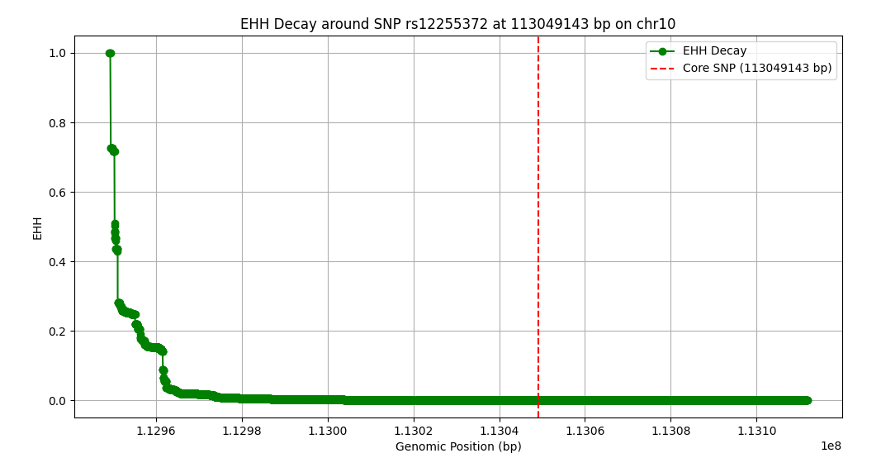 EHH Decay around SNP rs12255372 at 113049143 bp on chr10
EHH Decay
Core SNP (113049143 bp)
EHH
1.0
0.8
0.6
0.4
0.2
0.0
1.1296 1.1298 1.1300 1.1302 1.1304 1.1306 1.1308 1.1310
1e8
Genomic Position (bp)